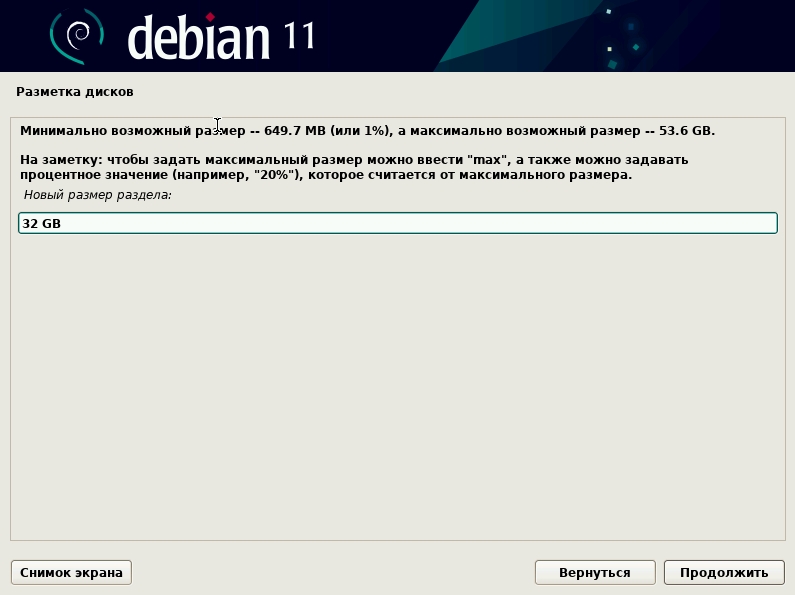 debian 11
Разметка дисков
Минимально возможный размер -- 649.7 MB (или 1%), а максимально возможный размер -- 53.6 GB.
На заметку: чтобы задать максимальный размер можно ввести "max", а также можно задавать
процентное значение (например, "20%"), которое считается от максимального размера.
Новый размер раздела:
32 GB
Снимок экрана
Вернуться
Продолжить